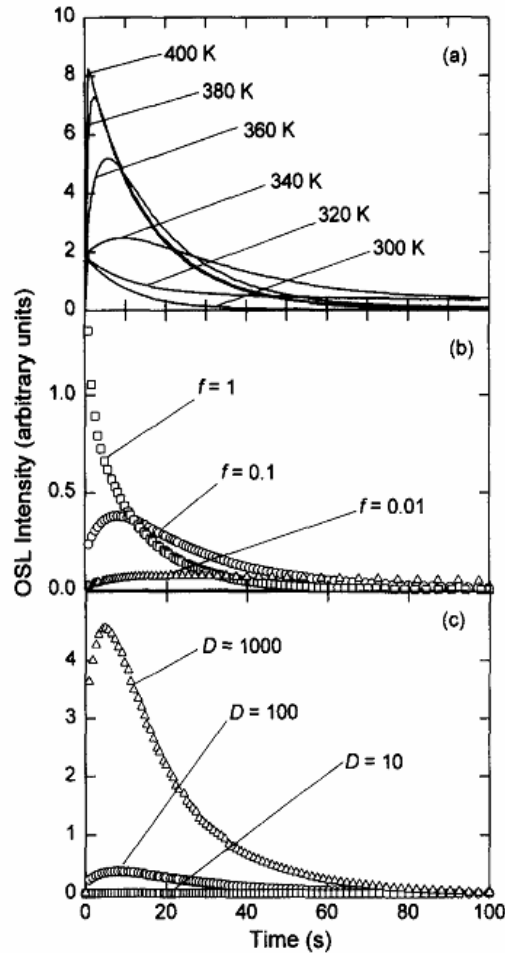 10
(a)
400 K
8
380 K
6
360 K
4
340 K
320 K
2
300 K
0
OSL Intensity (arbitrary units)
(b)
1.0
f = 1
f = 0.1
0.5
f = 0.01
0.0
(c)
4
D = 1000
3
D = 100
2
D = 10
1
0
0 20 40 60 80 100
Time (s)